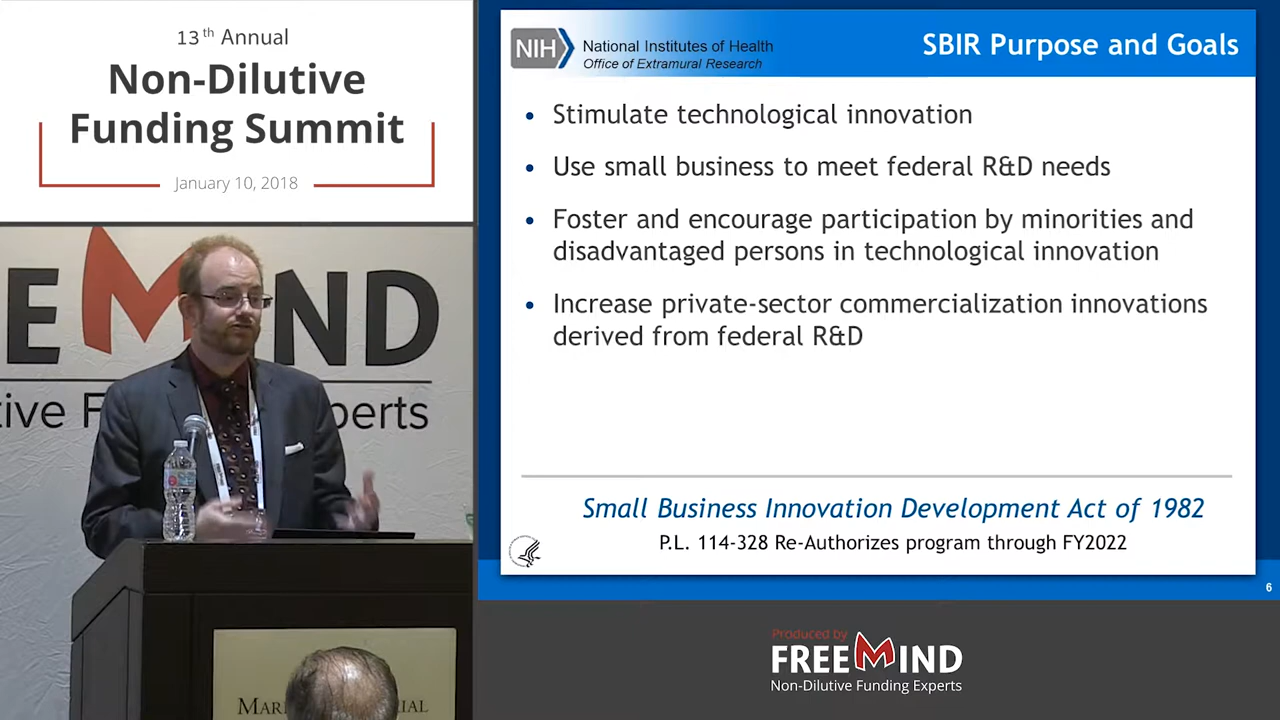 13th Annual
Non-Dilutive
Funding Summit
January 10, 2018
NIH
National Institutes of Health
Office of Extramural Research
SBIR Purpose and Goals
• Stimulate technological innovation
• Use small business to meet federal R&D needs
• Foster and encourage participation by minorities and
disadvantaged persons in technological innovation
• Increase private-sector commercialization innovations
derived from federal R&D
Small Business Innovation Development Act of 1982
P.L. 114-328 Re-Authorizes program through FY2022
6
Produced by
FREEMIND
Non-Dilutive Funding Experts